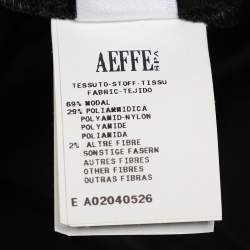 AEFFE
SPA
TESSUTO-STOFF-TISSU
FABRIC-TEJIDO
69% MODAL
29% POLIAMMIDICA
POLYAMID-NYLON
POLYAMIDE
POLIAMIDA
2% ALTRE FIBRE
SONSTIGE FASERN
AUTRES FIBRES
OTHER FIBRES
OUTRAS FIBRAS
E A02040526